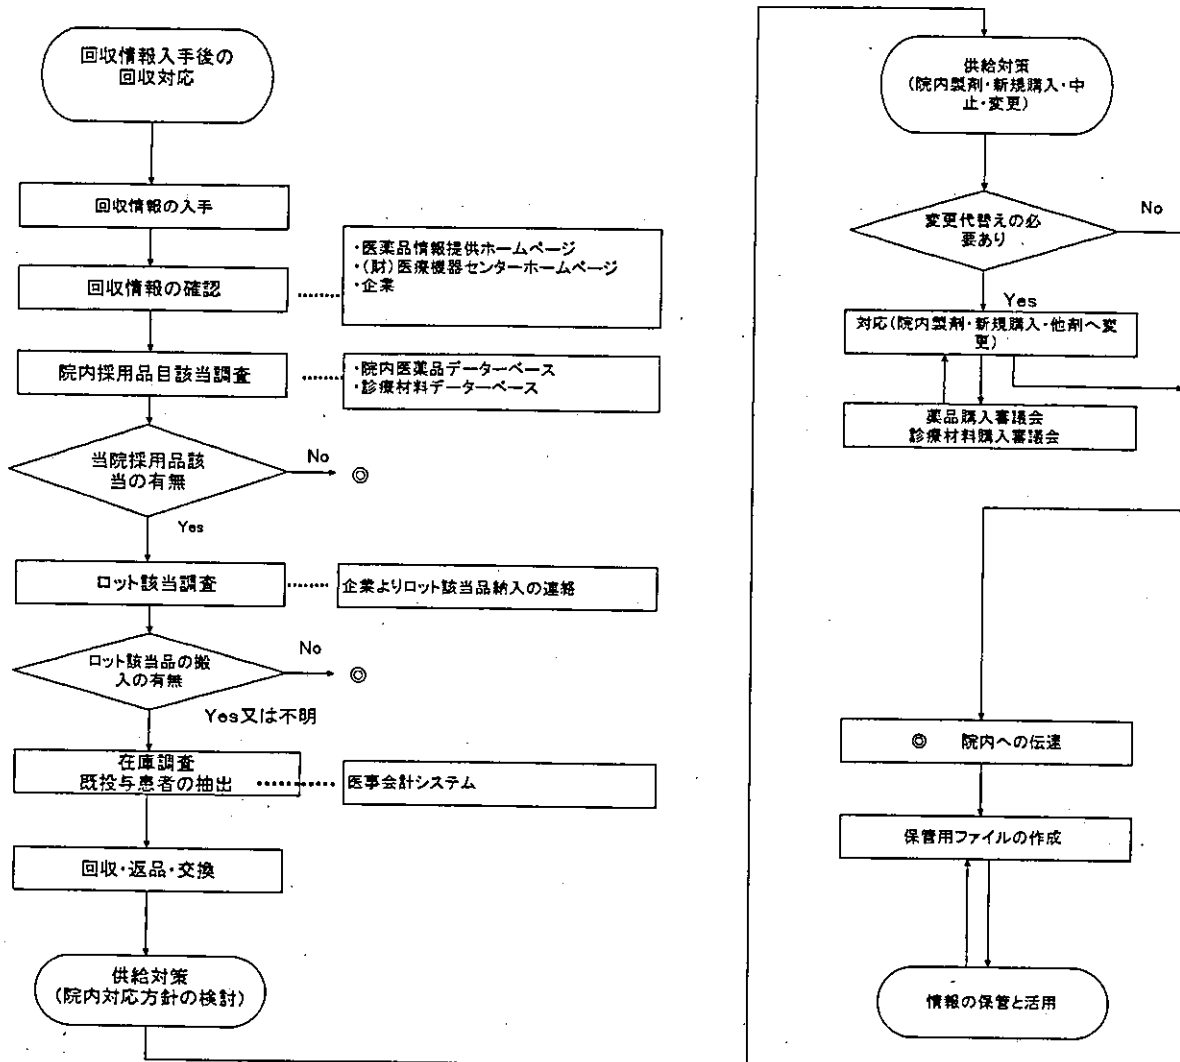 回収情報入手後の
回収対応
回収情報の入手
回収情報の確認
・医薬品情報提供ホームページ
・(財)医療機器センターホームページ
・企業
院内採用品目該当調査
・院内医薬品データーベース
・診療材料データーベース
当院採用品該
当の有無
No
◎
Yes
ロット該当調査
企業よりロット該当品納入の連絡
ロット該当品の搬
入の有無
No
◎
Yes又は不明
在庫調査
既投与患者の抽出
医事会計システム
回収・返品・交換
供給対策
(院内対応方針の検討)
供給対策
(院内製剤・新規購入・中
止・変更)
変更代替えの必
要あり
No
Yes
対応(院内製剤・新規購入・他剤へ変
更)
薬品購入審議会
診療材料購入審議会
◎ 院内への伝達
保管用ファイルの作成
情報の保管と活用